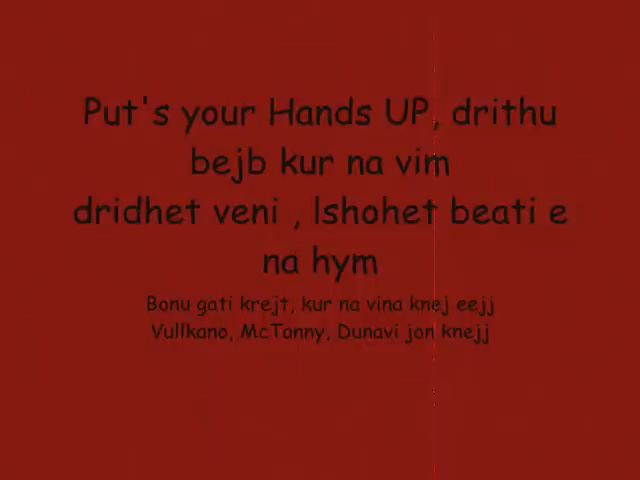 Put's your Hands UP, drithu
bejb kur na vim
dridhet veni , lshohet beati e
na hym
Bonu gati krejt, kur na vina knej eejj
Vullkano, McTanny, Dunavi jon knejj